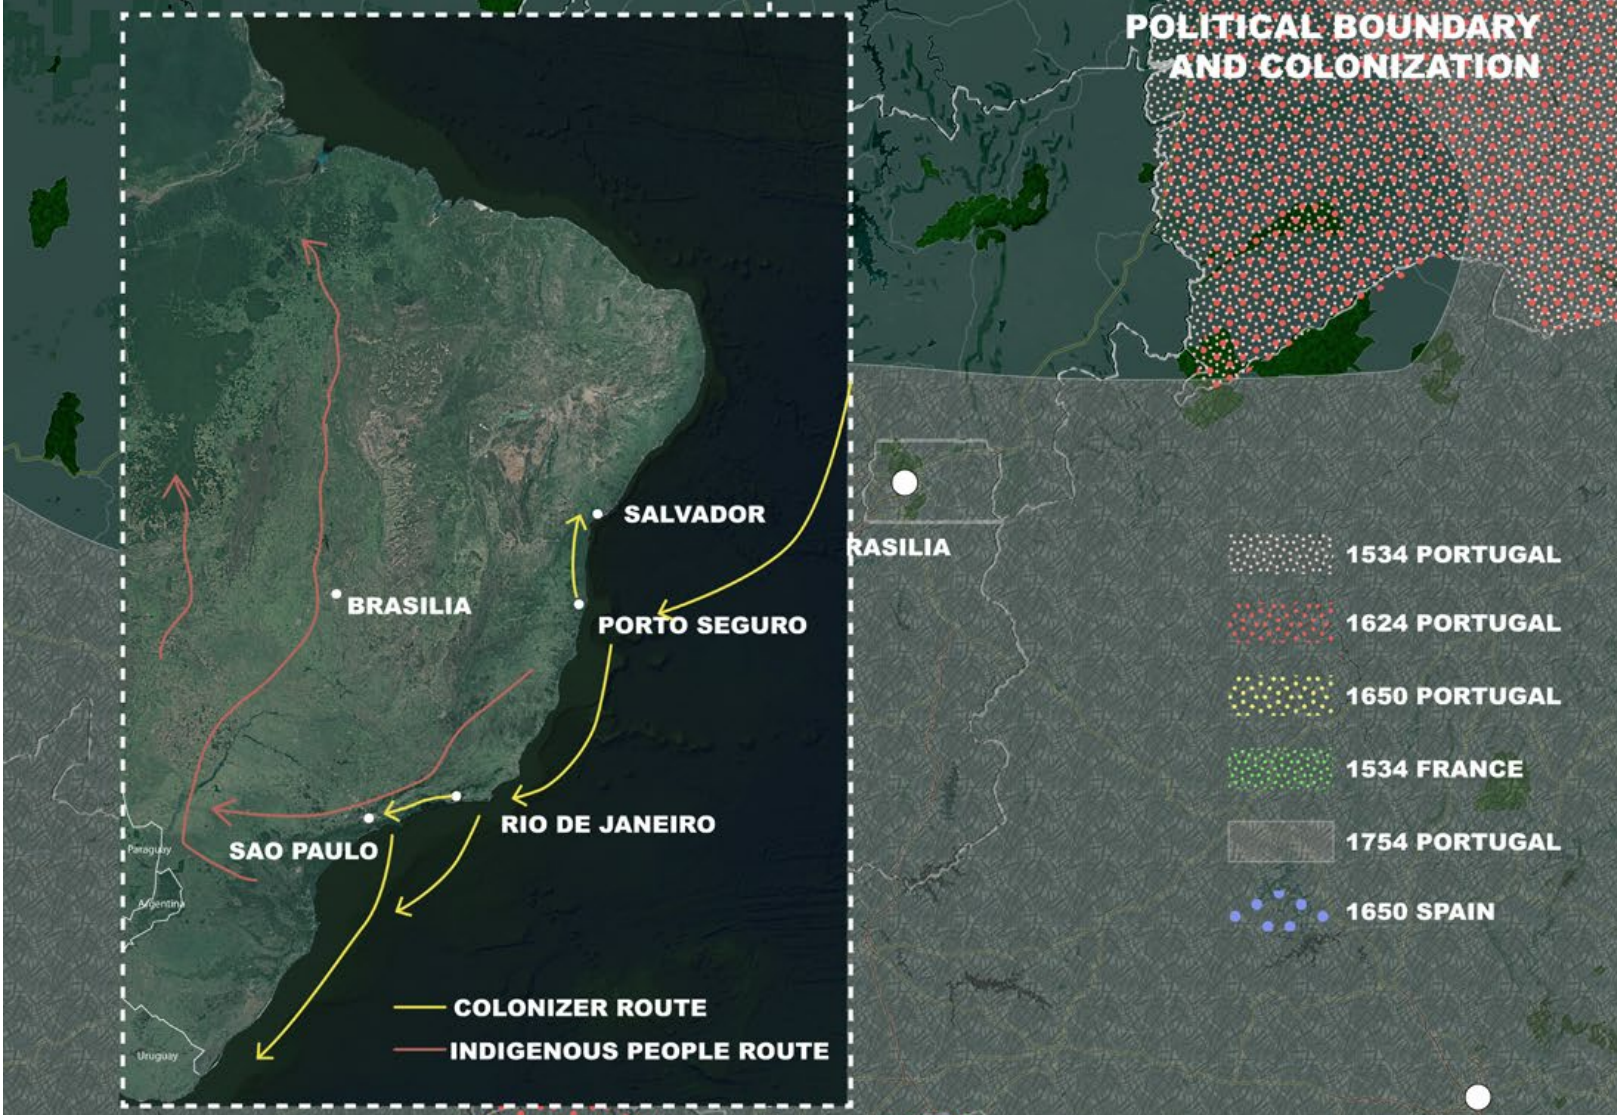 POLITICAL BOUNDARY
AND COLONIZATION
SALVADOR
RASILIA
BRASILIA
PORTO SEGURO
RIO DE JANEIRO
SAO PAULO
Paraguay
Argentina
Uruguay
COLONIZER ROUTE
INDIGENOUS PEOPLE ROUTE
1534 PORTUGAL
1624 PORTUGAL
1650 PORTUGAL
1534 FRANCE
1754 PORTUGAL
1650 SPAIN